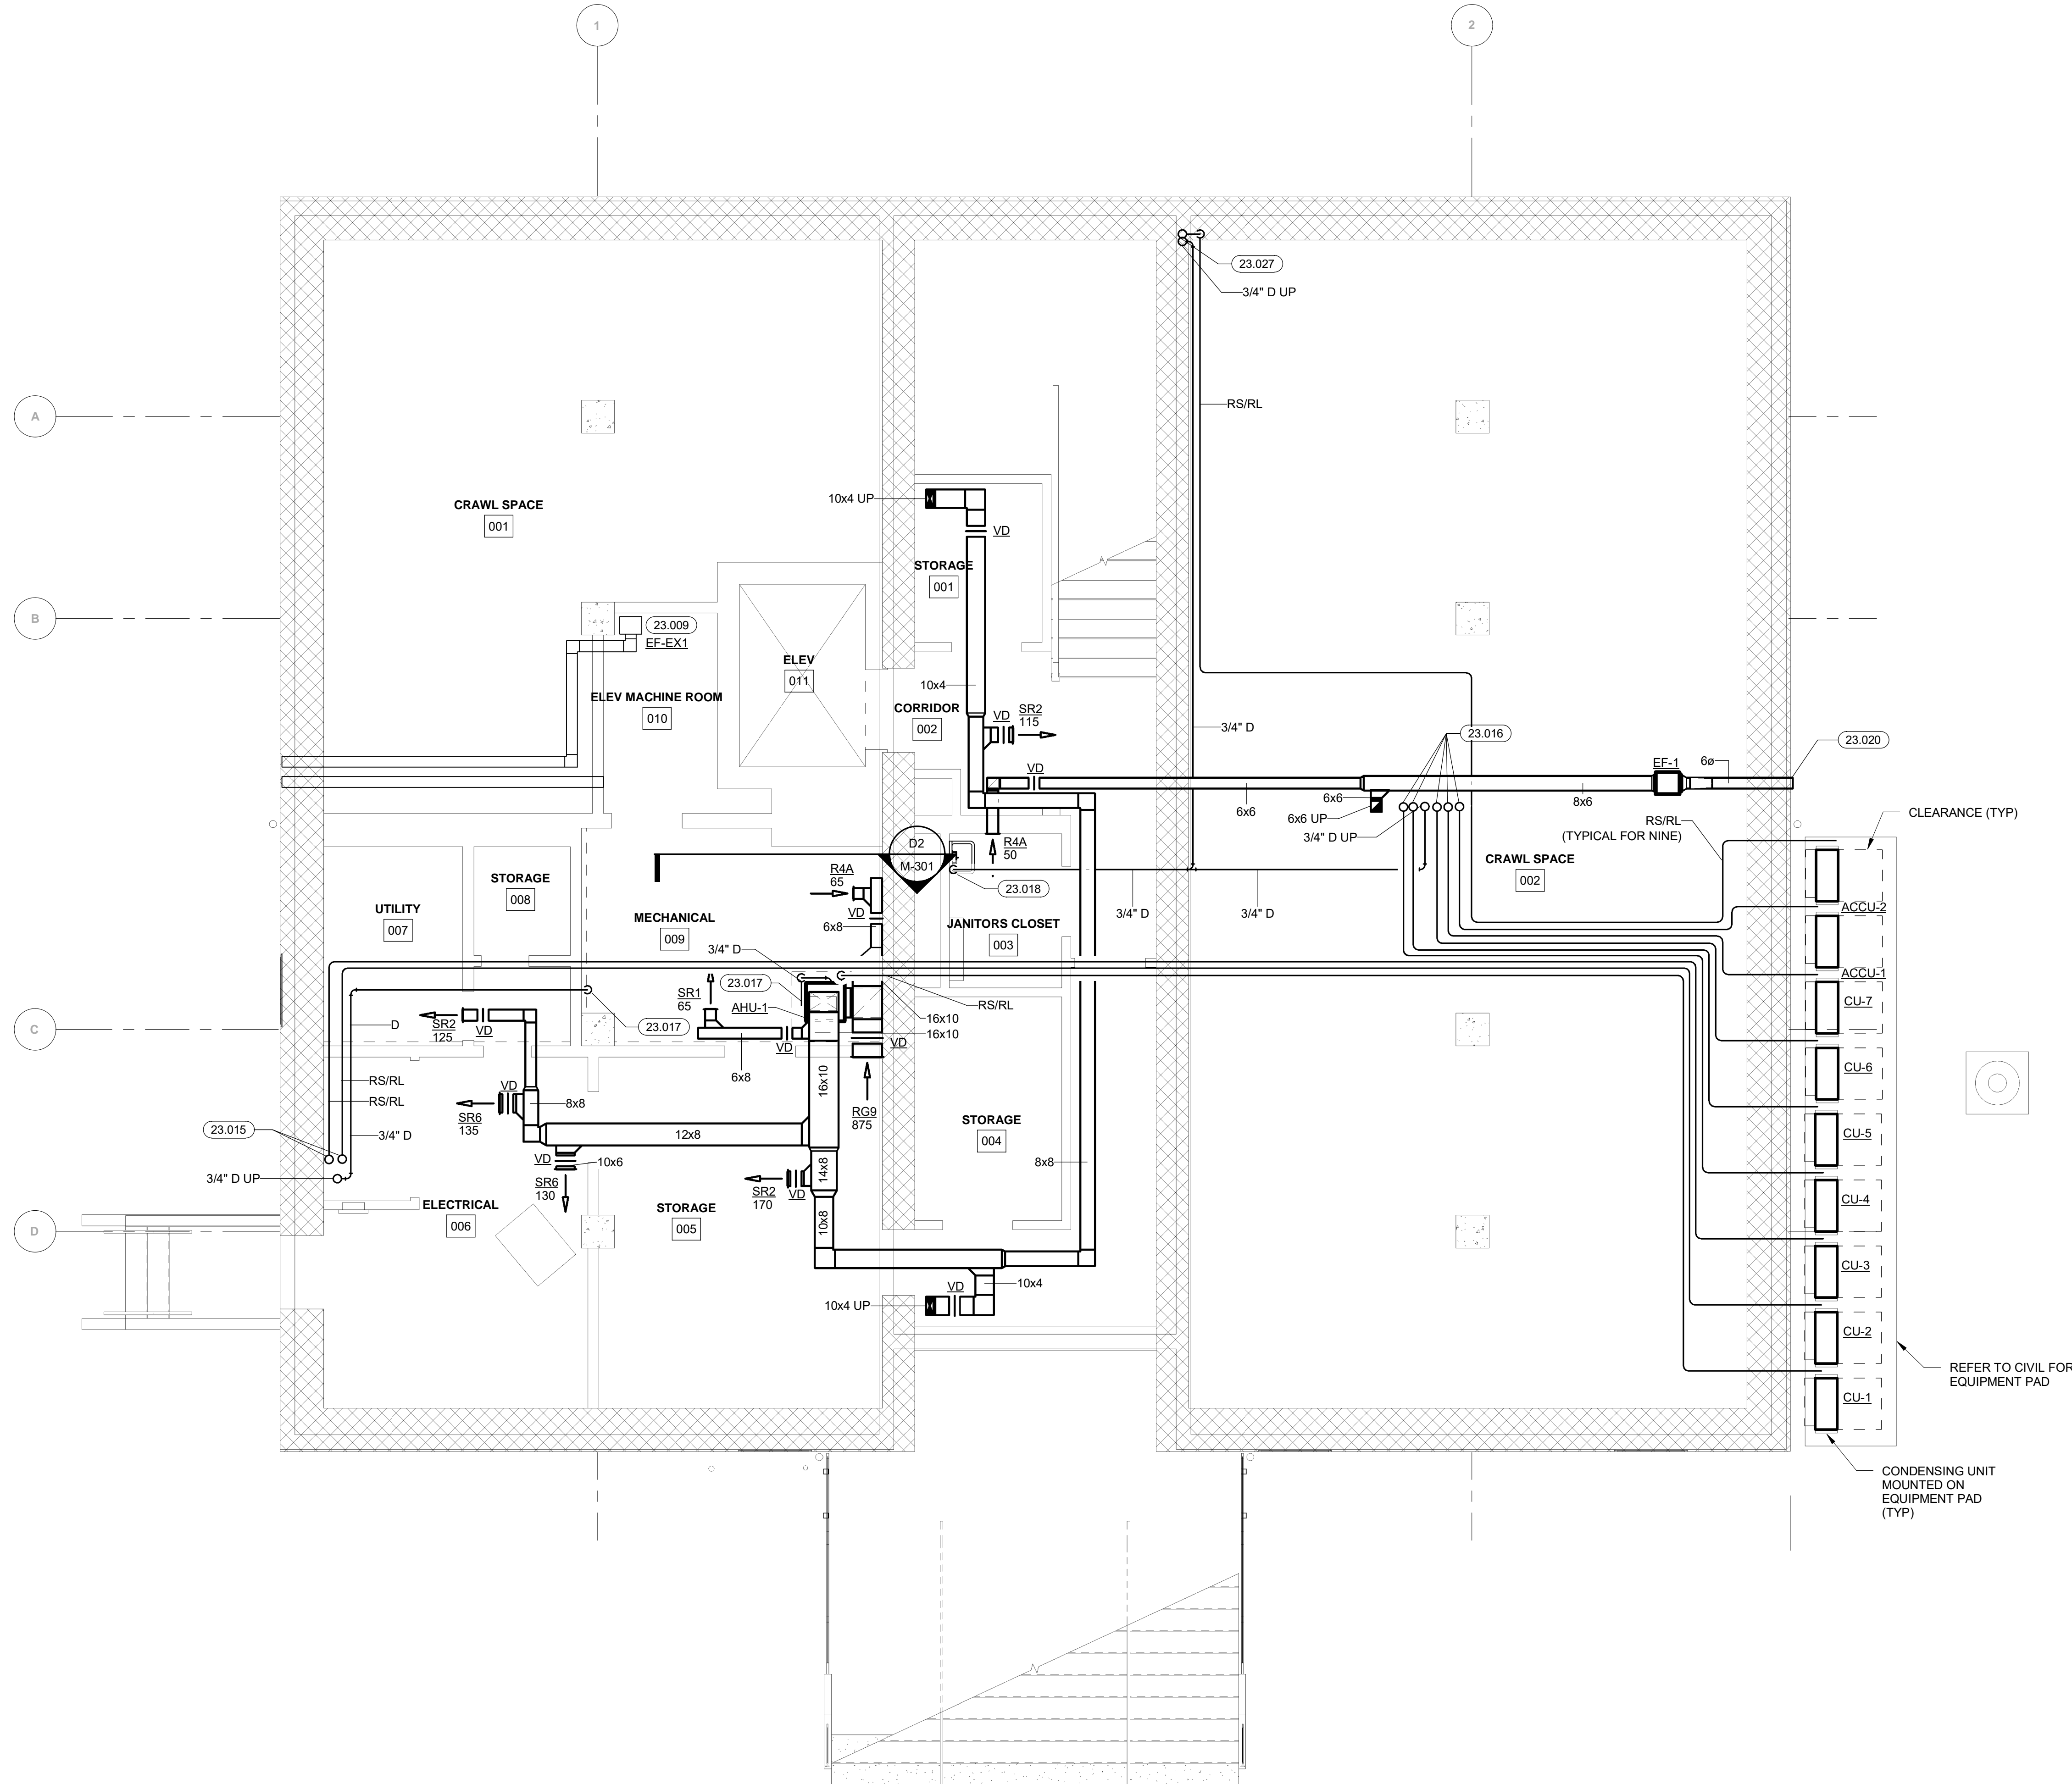 1
2
23.027
3/4" D UP
A
RS/RL
CRAWL SPACE
001
10x4 UP
VD
STORAGE
001
B
23.009
EF-EX1
ELEV
011
ELEV MACHINE ROOM
010
10x4
CORRIDOR
002
VD
SR2
115
3/4" D
23.016
23.020
VD
EF-1
6ø
6x6
6x6
6x6 UP
8x6
3/4" D UP
RS/RL
(TYPICAL FOR NINE)
CLEARANCE (TYP)
D2
M-301
R4A
50
CRAWL SPACE
002
R4A
65
STORAGE
008
23.018
UTILITY
007
MECHANICAL
009
VD
6x8
3/4" D
3/4" D
JANITORS CLOSET
003
ACCU-2
3/4" D
ACCU-1
23.017
SR1
65
AHU-1
RS/RL
16x10
16x10
CU-7
D
SR2
125
VD
23.017
VD
VD
C
6x8
16x10
RS/RL
RS/RL
VD
8x8
SR6
135
RG9
875
CU-6
23.015
3/4" D
12x8
STORAGE
004
CU-5
VD
10x6
14x8
8x8
3/4" D UP
SR6
130
SR2
170
VD
CU-4
ELECTRICAL
006
STORAGE
005
10x8
D
CU-3
VD
10x4
10x4 UP
CU-2
REFER TO CIVIL FOR
EQUIPMENT PAD
CU-1
CONDENSING UNIT
MOUNTED ON
EQUIPMENT PAD
(TYP)